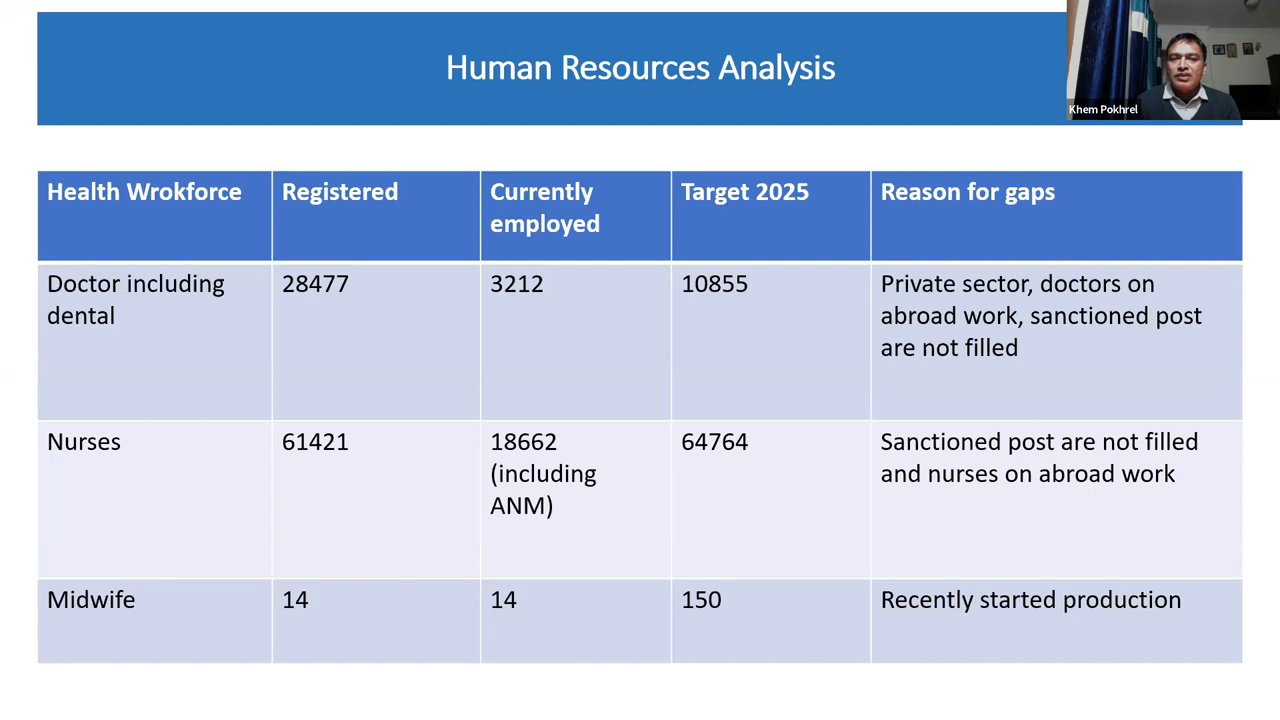 Human Resources Analysis
Khem Pokhrel
Health Wrokforce
Registered
Currently
employed
Target 2025
Reason for gaps
Doctor including
dental
28477
3212
10855
Private sector, doctors on
abroad work, sanctioned post
are not filled
Nurses
61421
18662
(including
ANM)
64764
Sanctioned post are not filled
and nurses on abroad work
Midwife
14
14
150
Recently started production